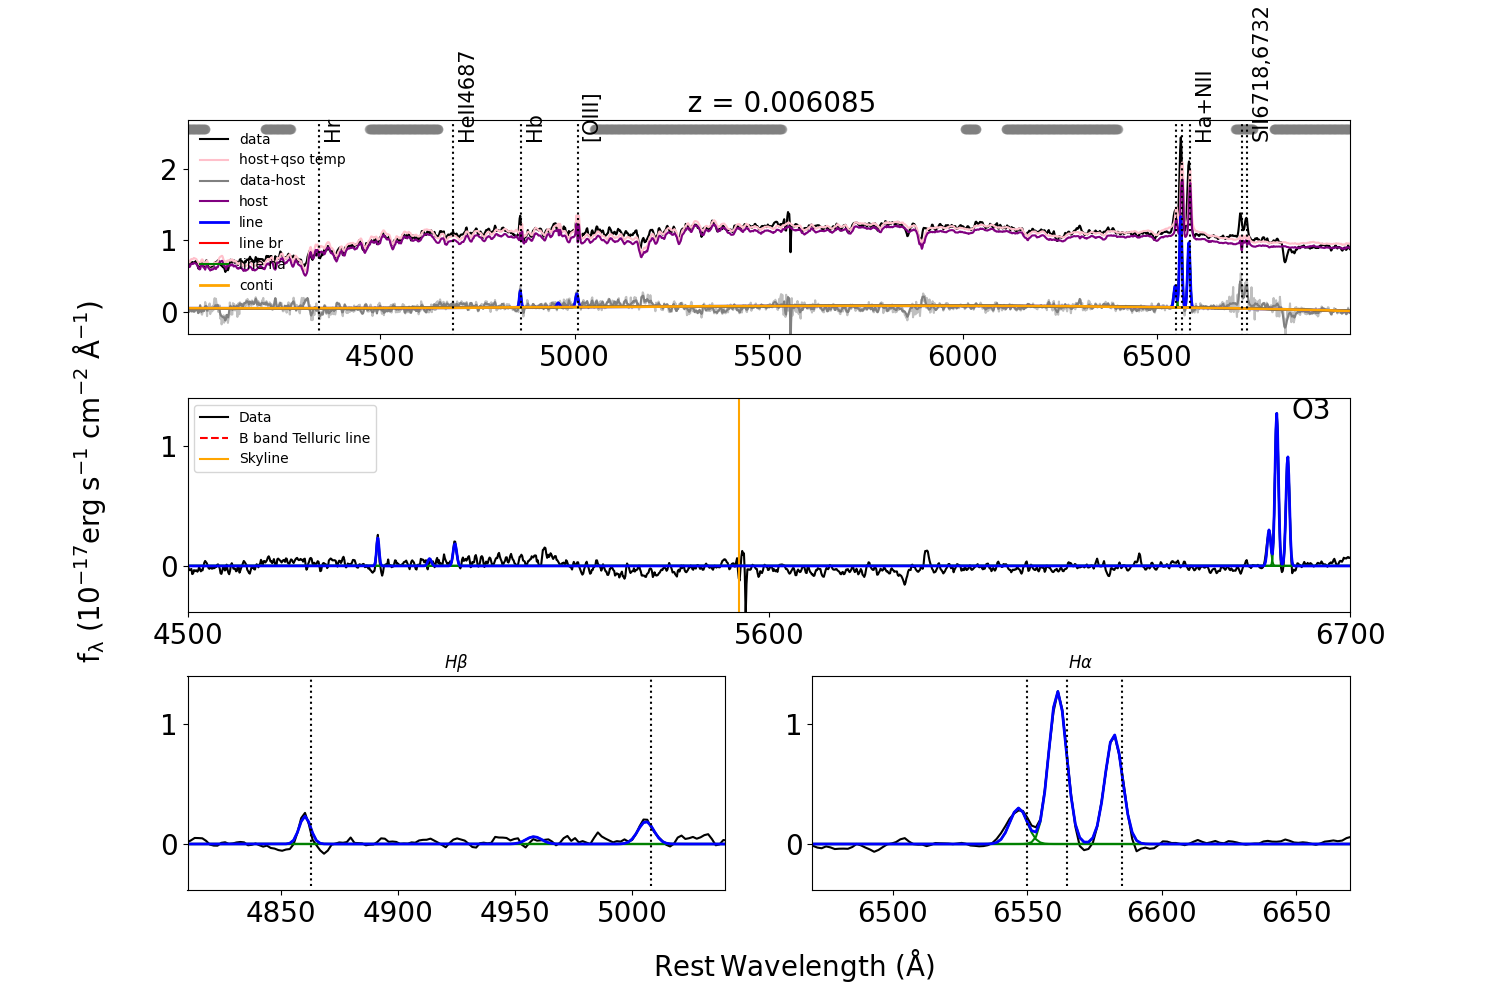 z = 0.006085
Hr
HeII4687
Hb
[OIII]
Ha+NII
SII6718,6732
data
host+qso temp
data-host
host
line
line br
line na
conti
2
1
0
4500
5000
5500
6000
6500
fλ (10⁻¹⁷erg s⁻¹ cm⁻² Å⁻¹)
Data
B band Telluric line
Skyline
O3
1
0
4500
5600
6700
Hβ
1
0
4850
4900
4950
5000
Hα
1
0
6500
6550
6600
6650
Rest Wavelength (Å)